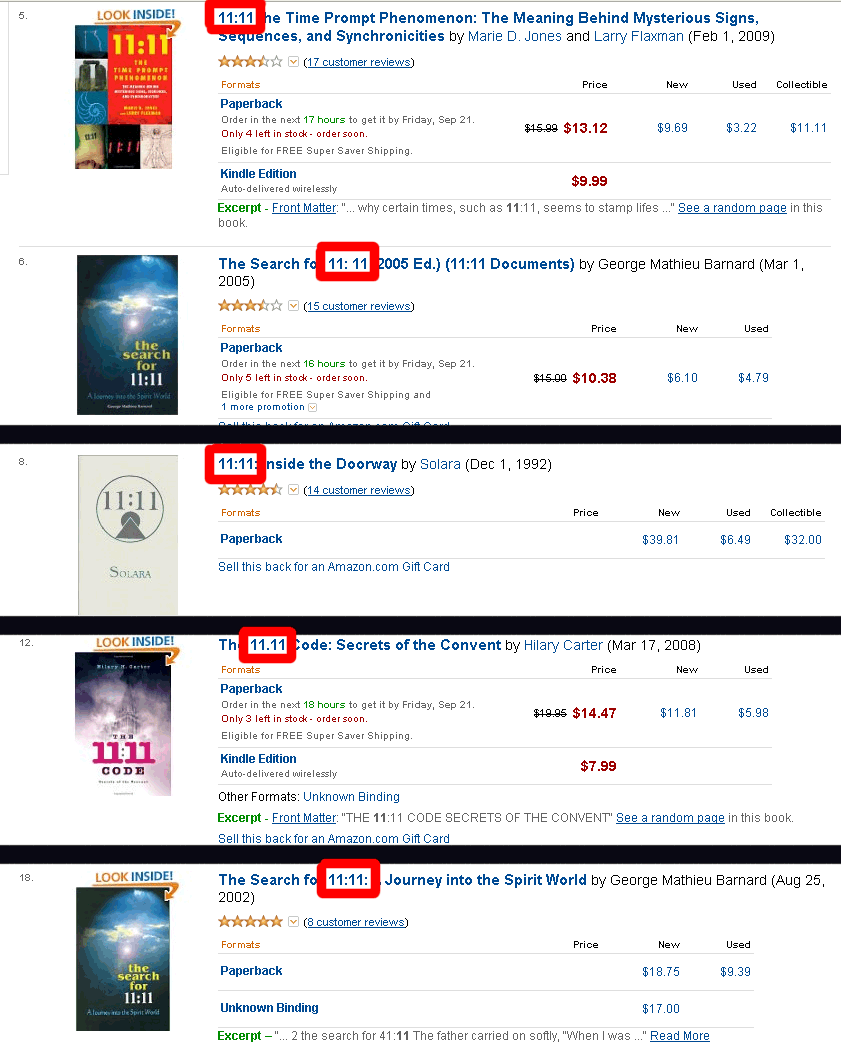 5.
LOOK INSIDE!
11:11
THE
TIME PROMPT
PHENOMENON
MARIE D. JONES
AND LARRY FLAXMAN
11:11
11:11 he Time Prompt Phenomenon: The Meaning Behind Mysterious Signs,
Sequences, and Synchronicities by Marie D. Jones and Larry Flaxman (Feb 1, 2009)
(17 customer reviews)
Formats Price New Used Collectible
Paperback
Order in the next 17 hours to get it by Friday, Sep 21.
Only 4 left in stock - order soon.
$15.99 $13.12 $9.69 $3.22 $11.11
Eligible for FREE Super Saver Shipping.
Kindle Edition
Auto-delivered wirelessly
$9.99
Excerpt - Front Matter: "... why certain times, such as 11:11, seems to stamp lifes ..." See a random page in this
book.
6.
the
search
for
11:11
A Journey into the Spirit World
George Mathieu Barnard
The Search fo 11: 11 2005 Ed.) (11:11 Documents) by George Mathieu Barnard (Mar 1,
2005)
(15 customer reviews)
Formats Price New Used
Paperback
Order in the next 16 hours to get it by Friday, Sep 21.
Only 5 left in stock - order soon.
$15.00 $10.38 $6.10 $4.79
Eligible for FREE Super Saver Shipping and
1 more promotion
Sell this back for an Amazon.com Gift Card
8.
11:11
SOLARA
11:11: nside the Doorway by Solara (Dec 1, 1992)
(14 customer reviews)
Formats Price New Used Collectible
Paperback $39.81 $6.49 $32.00
Sell this back for an Amazon.com Gift Card
12.
LOOK INSIDE!
Hilary H. Carter
THE
11:11
CODE
Secrets of the Convent
Th 11.11 Code: Secrets of the Convent by Hilary Carter (Mar 17, 2008)
Formats Price New Used
Paperback
Order in the next 18 hours to get it by Friday, Sep 21.
Only 3 left in stock - order soon.
$19.95 $14.47 $11.81 $5.98
Eligible for FREE Super Saver Shipping.
Kindle Edition
Auto-delivered wirelessly
$7.99
Other Formats: Unknown Binding
Excerpt - Front Matter: "THE 11:11 CODE SECRETS OF THE CONVENT" See a random page in this book.
Sell this back for an Amazon.com Gift Card
18.
LOOK INSIDE!
the
search
for
11:11
A Journey into the Spirit World
The Search fo 11:11: Journey into the Spirit World by George Mathieu Barnard (Aug 25,
2002)
(8 customer reviews)
Formats Price New Used
Paperback $18.75 $9.39
Unknown Binding $17.00
Excerpt – "... 2 the search for 41:11 The father carried on softly, "When I was ..." Read More